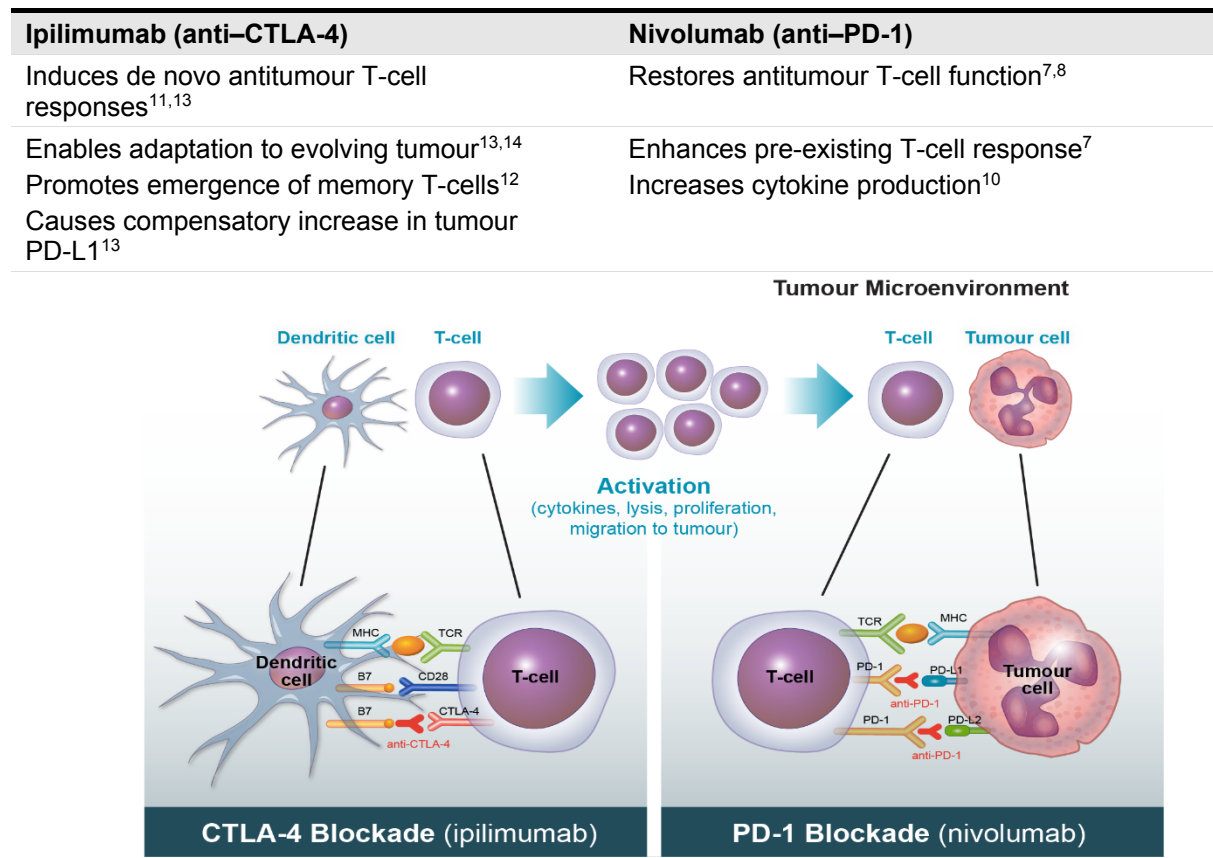 Ipilimumab (anti–CTLA-4) Nivolumab (anti–PD-1)
Induces de novo antitumour T-cell
responses11,13
Restores antitumour T-cell function7,8
Enables adaptation to evolving tumour13,14
Promotes emergence of memory T-cells12
Causes compensatory increase in tumour
PD-L113
Enhances pre-existing T-cell response7
Increases cytokine production10
Tumour Microenvironment
Dendritic cell T-cell
T-cell Tumour cell
Activation
(cytokines, lysis, proliferation,
migration to tumour)
MHC TCR
Dendritic
cell
B7 CD28
T-cell
B7 CTLA-4
anti-CTLA-4
TCR MHC
T-cell
PD-1 PD-L1
anti-PD-1
Tumour
cell
PD-1 PD-L2
anti-PD-1
CTLA-4 Blockade (ipilimumab)
PD-1 Blockade (nivolumab)